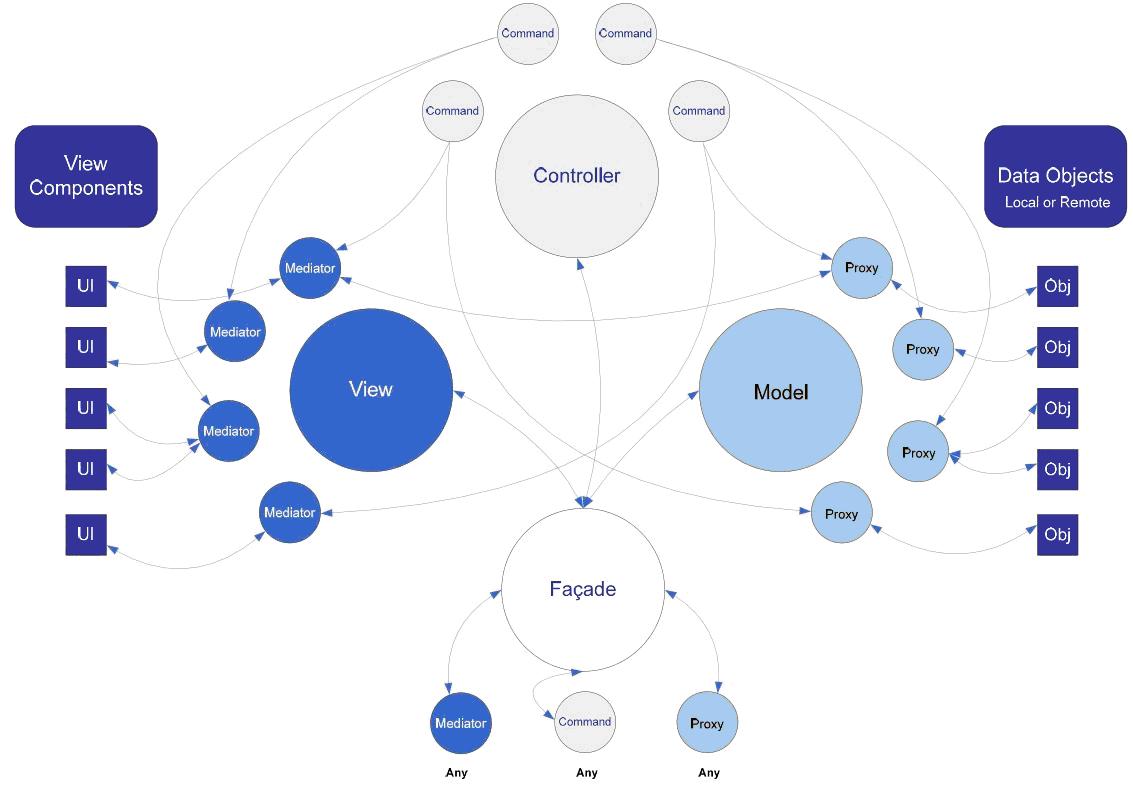 Command
Command
Command
Command
Controller
View
Components
Data Objects
Local or Remote
Mediator
Proxy
UI
Obj
Mediator
Proxy
UI
Obj
View
Model
UI
Obj
Mediator
Proxy
UI
Obj
Mediator
Proxy
UI
Obj
Façade
Mediator
Command
Proxy
Any
Any
Any